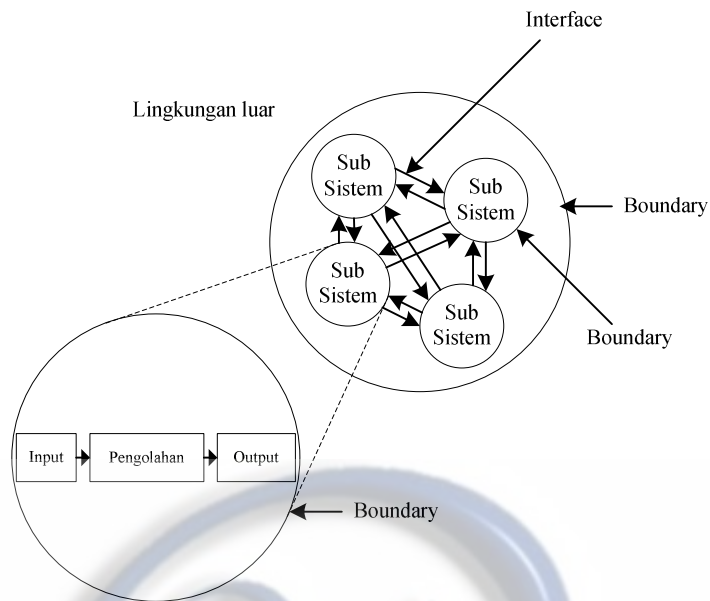 Interface
Lingkungan luar
Sub
Sistem
Sub
Sistem
Boundary
Sub
Sistem
Sub
Sistem
Boundary
Input
Pengolahan
Output
Boundary